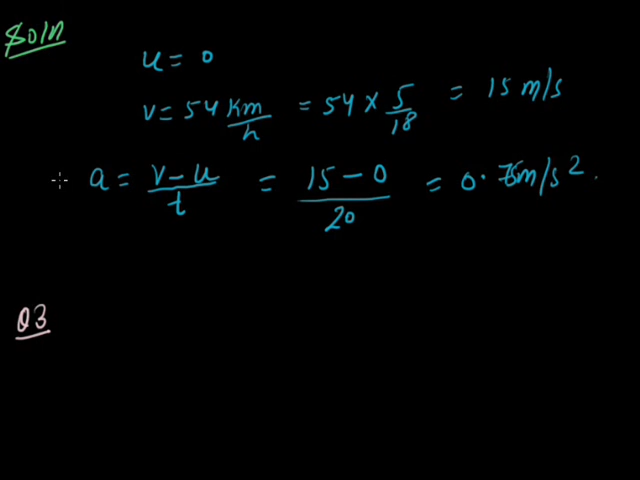 Soln
u = 0
v = 54 km/h = 54 × 5/18 = 15 m/s
a = v - u / t = 15 - 0 / 20 = 0.75 m/s²
Q3